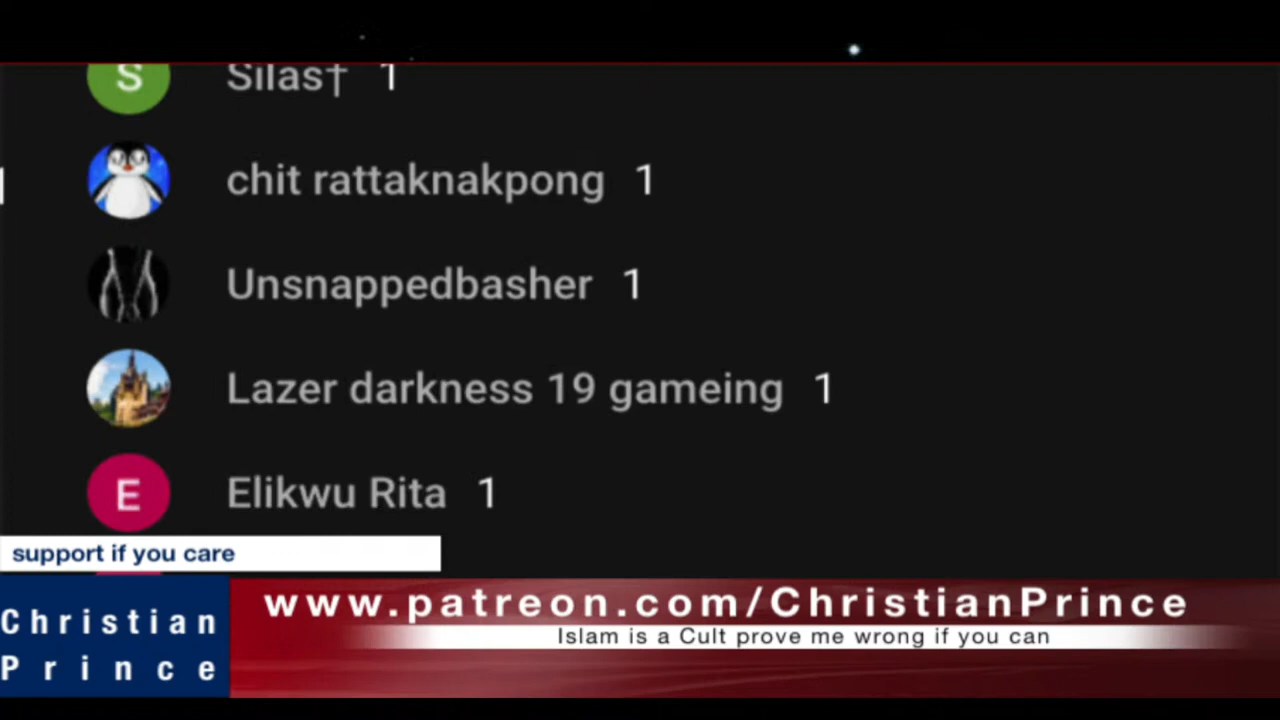 S Silas† 1
chit rattaknakpong 1
Unsnappedbasher 1
Lazer darkness 19 gameing 1
E Elikwu Rita 1
support if you care
Christian
Prince
www.patreon.com/ChristianPrince
Islam is a Cult prove me wrong if you can